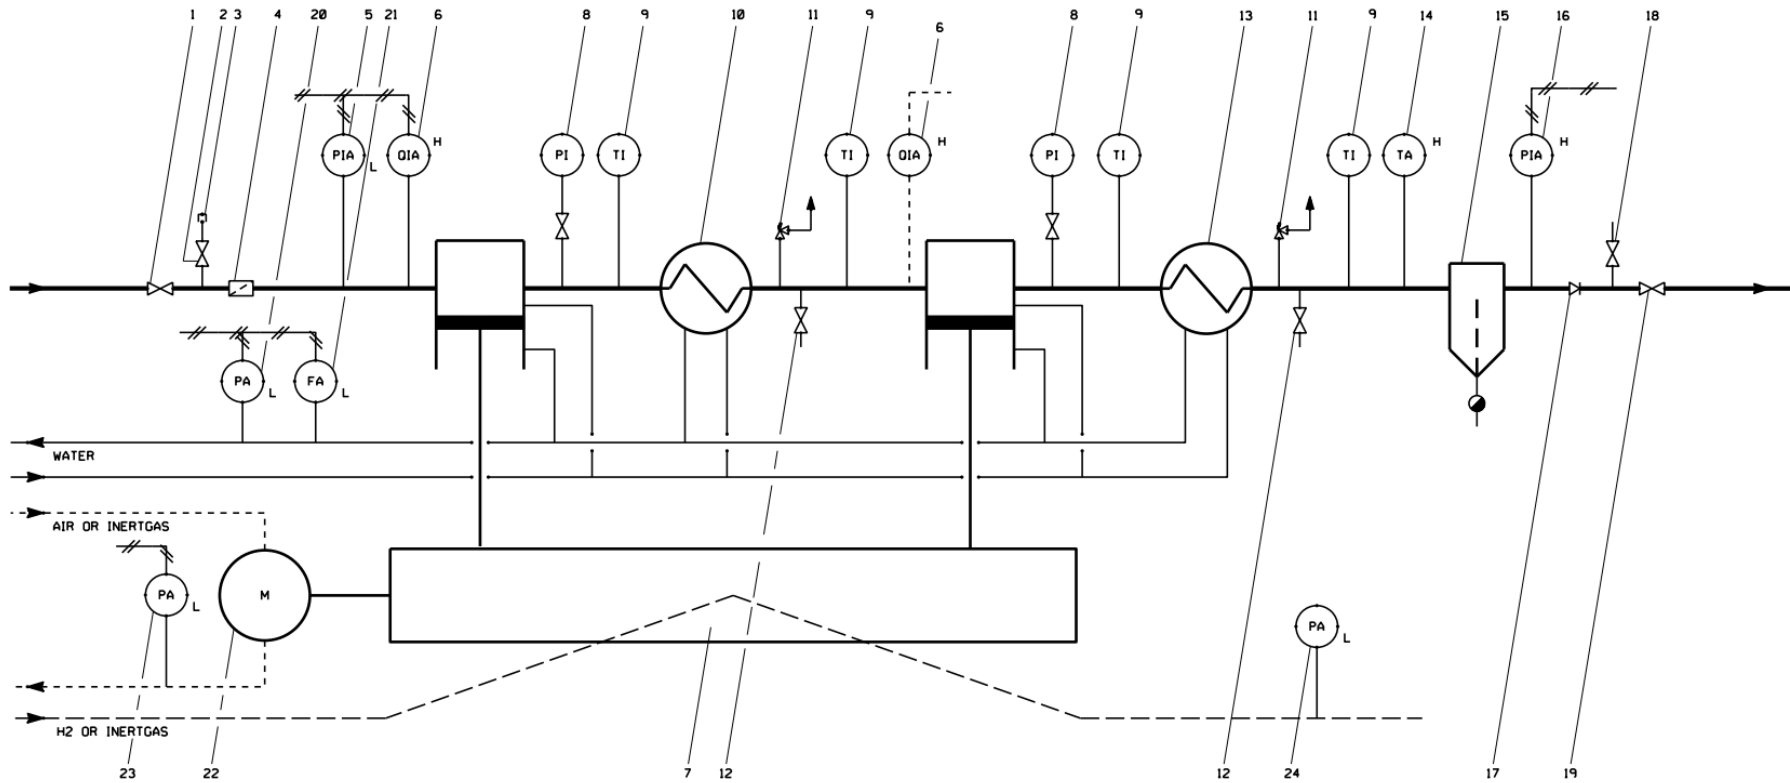 1 2 3 4 20 5 21 6 8 9 10 11 9 6 8 9 13 11 9 14 15 16 18
PIA L QIA H PI TI TI QIA H PI TI TI TA H PIA H
PA L FA L
WATER
AIR OR INERTGAS
PA L M PA L
H2 OR INERTGAS
23 22 7 12 12 24 17 19